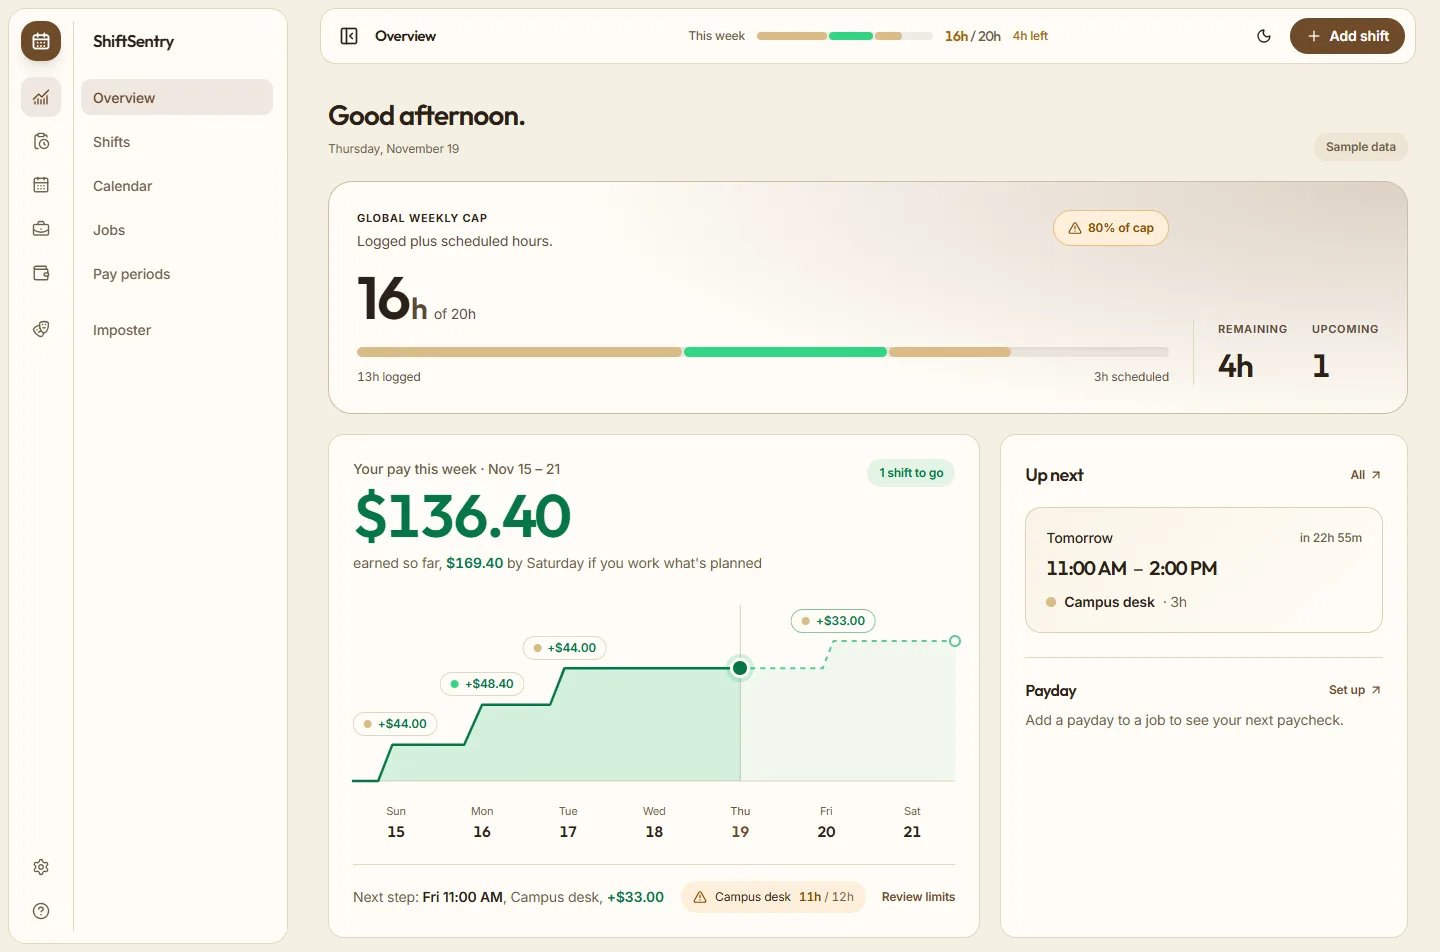 ShiftSentry
Overview
Shifts
Calendar
Jobs
Pay periods
Imposter
Overview
This week 16h / 20h 4h left
Add shift
Good afternoon.
Thursday, November 19
Sample data
GLOBAL WEEKLY CAP
Logged plus scheduled hours.
80% of cap
16h of 20h
13h logged
3h scheduled
REMAINING
4h
UPCOMING
1
Your pay this week · Nov 15 – 21
1 shift to go
$136.40
earned so far, $169.40 by Saturday if you work what's planned
+$44.00
+$48.40
+$44.00
+$33.00
Sun Mon Tue Wed Thu Fri Sat
15 16 17 18 19 20 21
Next step: Fri 11:00 AM, Campus desk, +$33.00
Campus desk 11h / 12h
Review limits
Up next
All
Tomorrow
in 22h 55m
11:00 AM – 2:00 PM
Campus desk · 3h
Payday
Set up
Add a payday to a job to see your next paycheck.